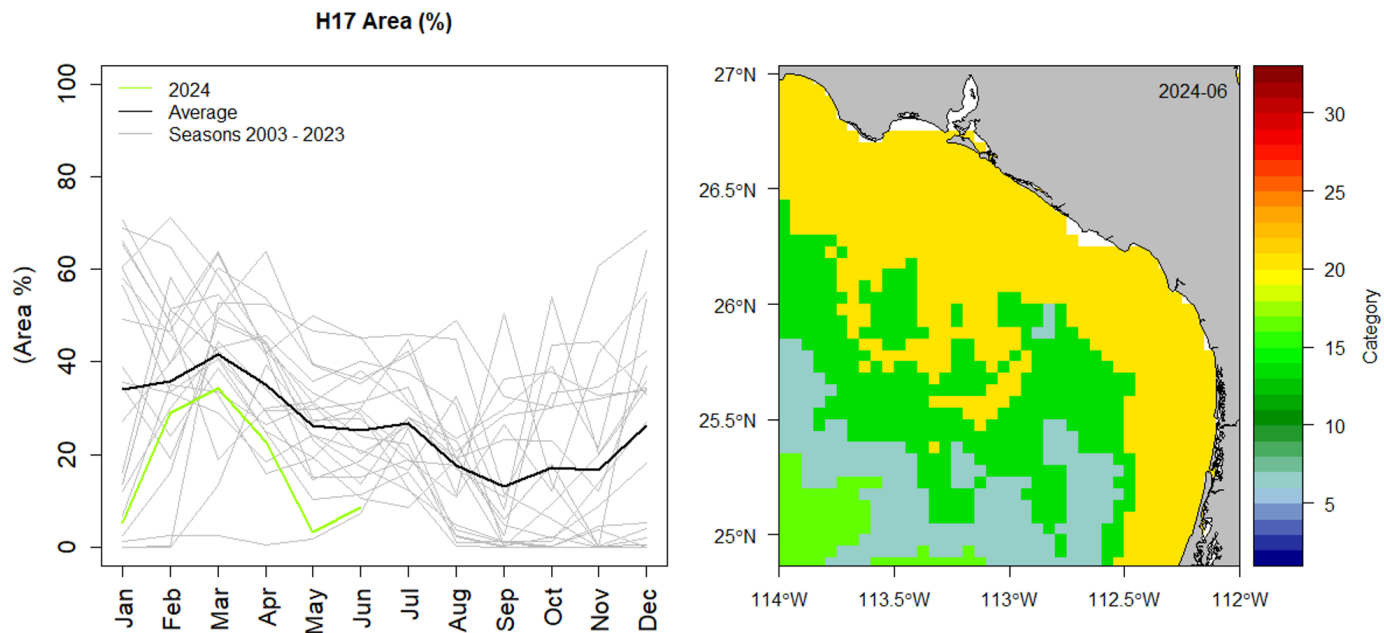 H17 Area (%)
100
80
60
40
20
0
(Area %)
2024
Average
Seasons 2003 - 2023
Jan
Feb
Mar
Apr
May
Jun
Jul
Aug
Sep
Oct
Nov
Dec
2024-06
27°N
26.5°N
26°N
25.5°N
25°N
114°W
113.5°W
113°W
112.5°W
112°W
30
25
20
15
10
5
Category